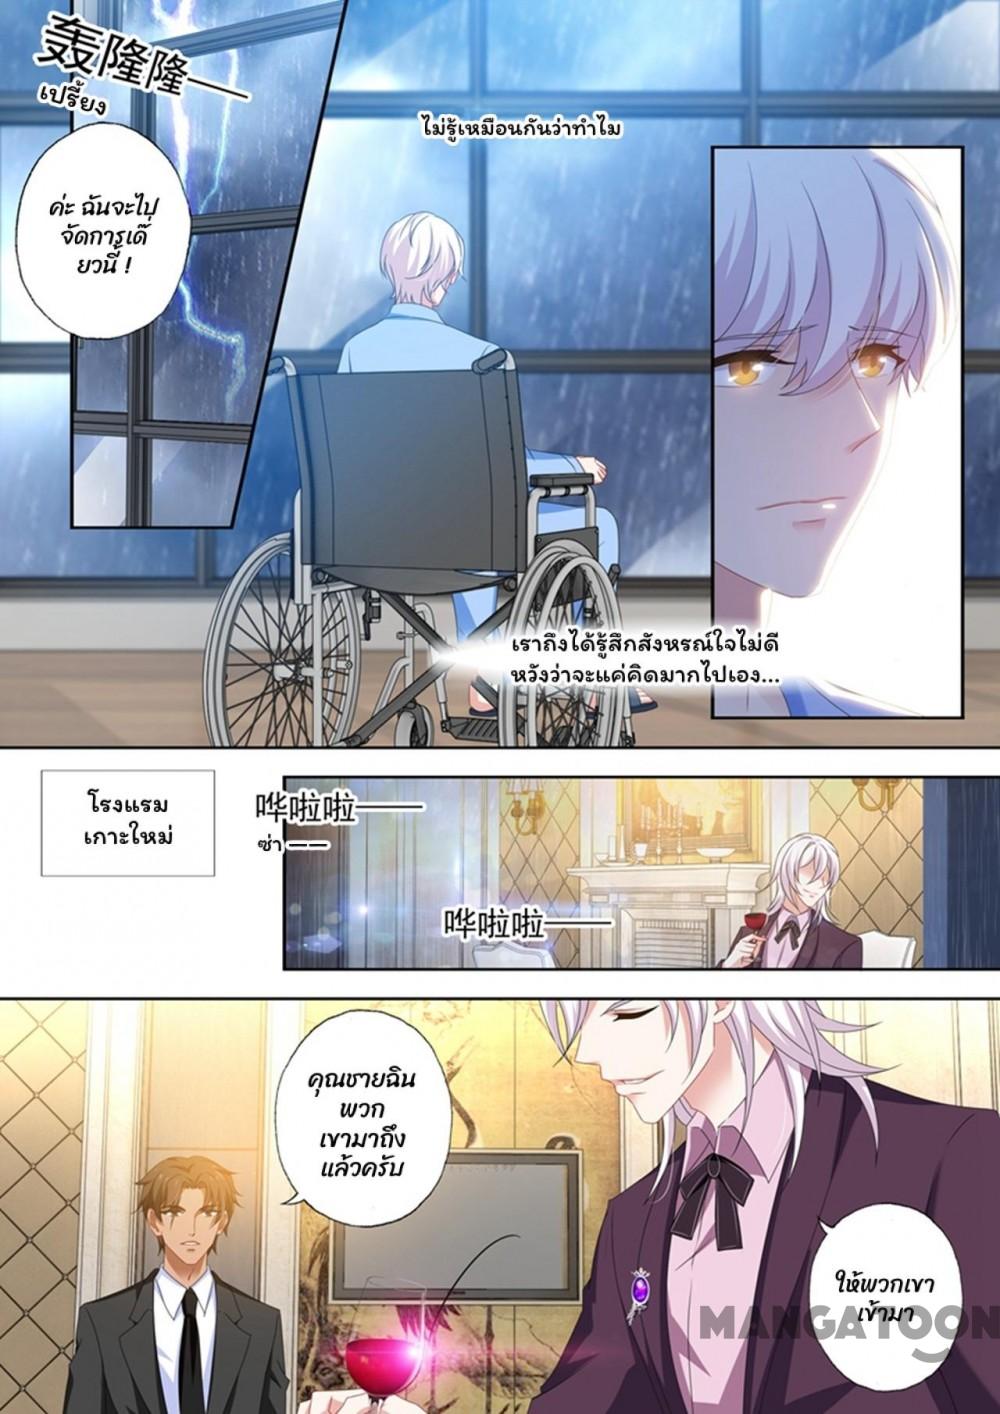 轰隆隆——
เปรี้ยง
ไม่รู้เหมือนกันว่าทำไม
ค่ะ ฉันจะไป
จัดการเดี๋
ยวนี้ !
เราถึงได้รู้สึกสังหรณ์ใจไม่ดี
หวังว่าจะแค่คิดมากไปเอง...
โรงแรม
เกาะใหม่
哗啦啦——
ซ่า — —
哗啦啦——
คุณชายฉิน
พวก
เขามาถึง
แล้วครับ
ให้พวกเขา
เข้ามา
MANGATOON